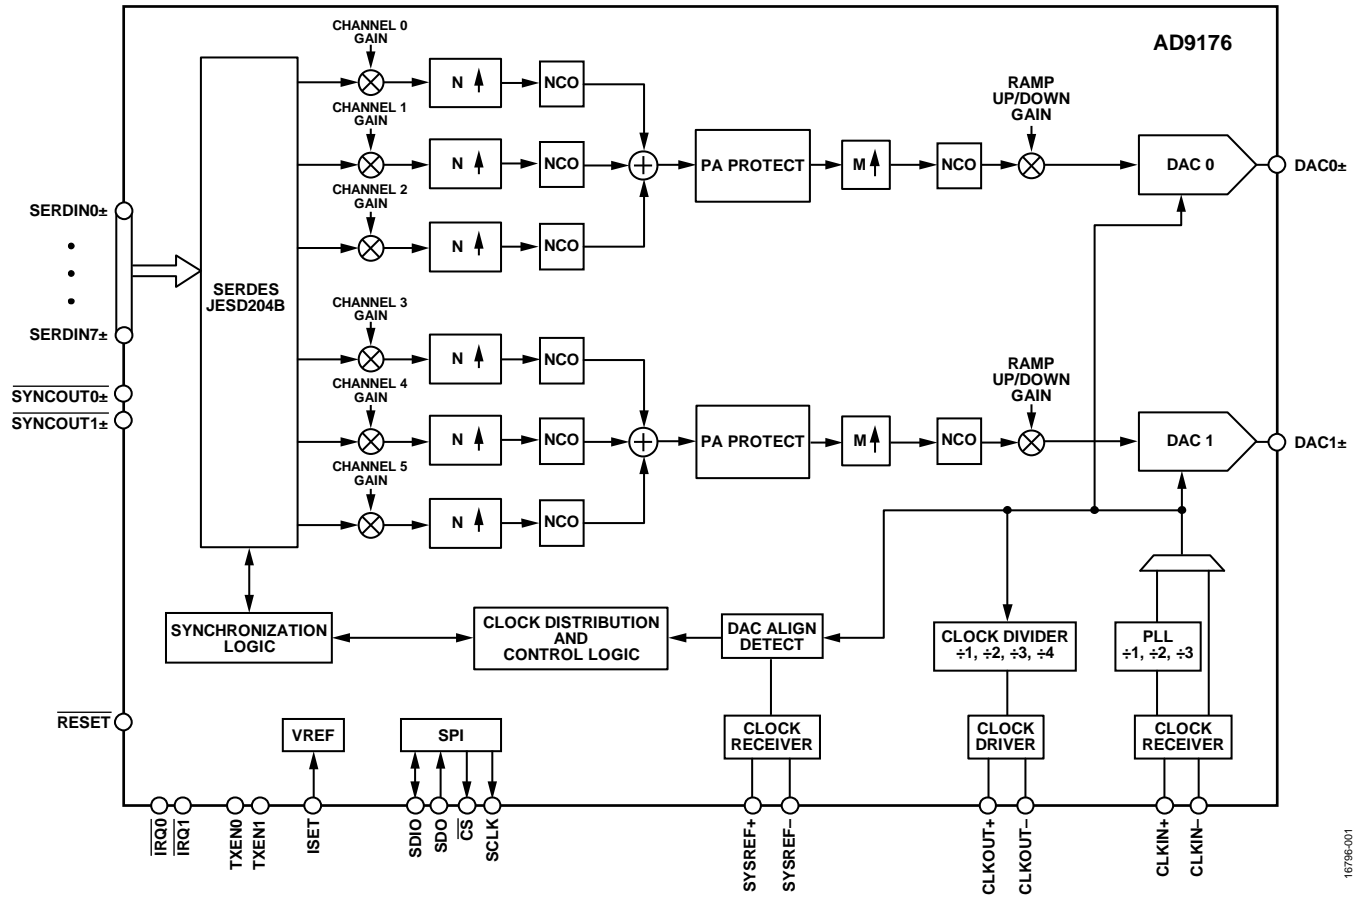 AD9176
CHANNEL 0
GAIN
N
NCO
CHANNEL 1
GAIN
N
NCO
CHANNEL 2
GAIN
N
NCO
PA PROTECT
M
NCO
RAMP
UP/DOWN
GAIN
DAC 0
DAC0±
SERDIN0±
SERDIN7±
SYNCOUT0±
SYNCOUT1±
SERDES
JESD204B
CHANNEL 3
GAIN
N
NCO
CHANNEL 4
GAIN
N
NCO
CHANNEL 5
GAIN
N
NCO
PA PROTECT
M
NCO
RAMP
UP/DOWN
GAIN
DAC 1
DAC1±
SYNCHRONIZATION
LOGIC
CLOCK DISTRIBUTION
AND
CONTROL LOGIC
DAC ALIGN
DETECT
CLOCK DIVIDER
÷1, ÷2, ÷3, ÷4
PLL
÷1, ÷2, ÷3
RESET
VREF
SPI
CLOCK
RECEIVER
CLOCK
DRIVER
CLOCK
RECEIVER
IRQ0
IRQ1
TXEN0
TXEN1
ISET
SDIO
SDO
CS
SCLK
SYSREF+
SYSREF–
CLKOUT+
CLKOUT–
CLKIN+
CLKIN–
16796-001